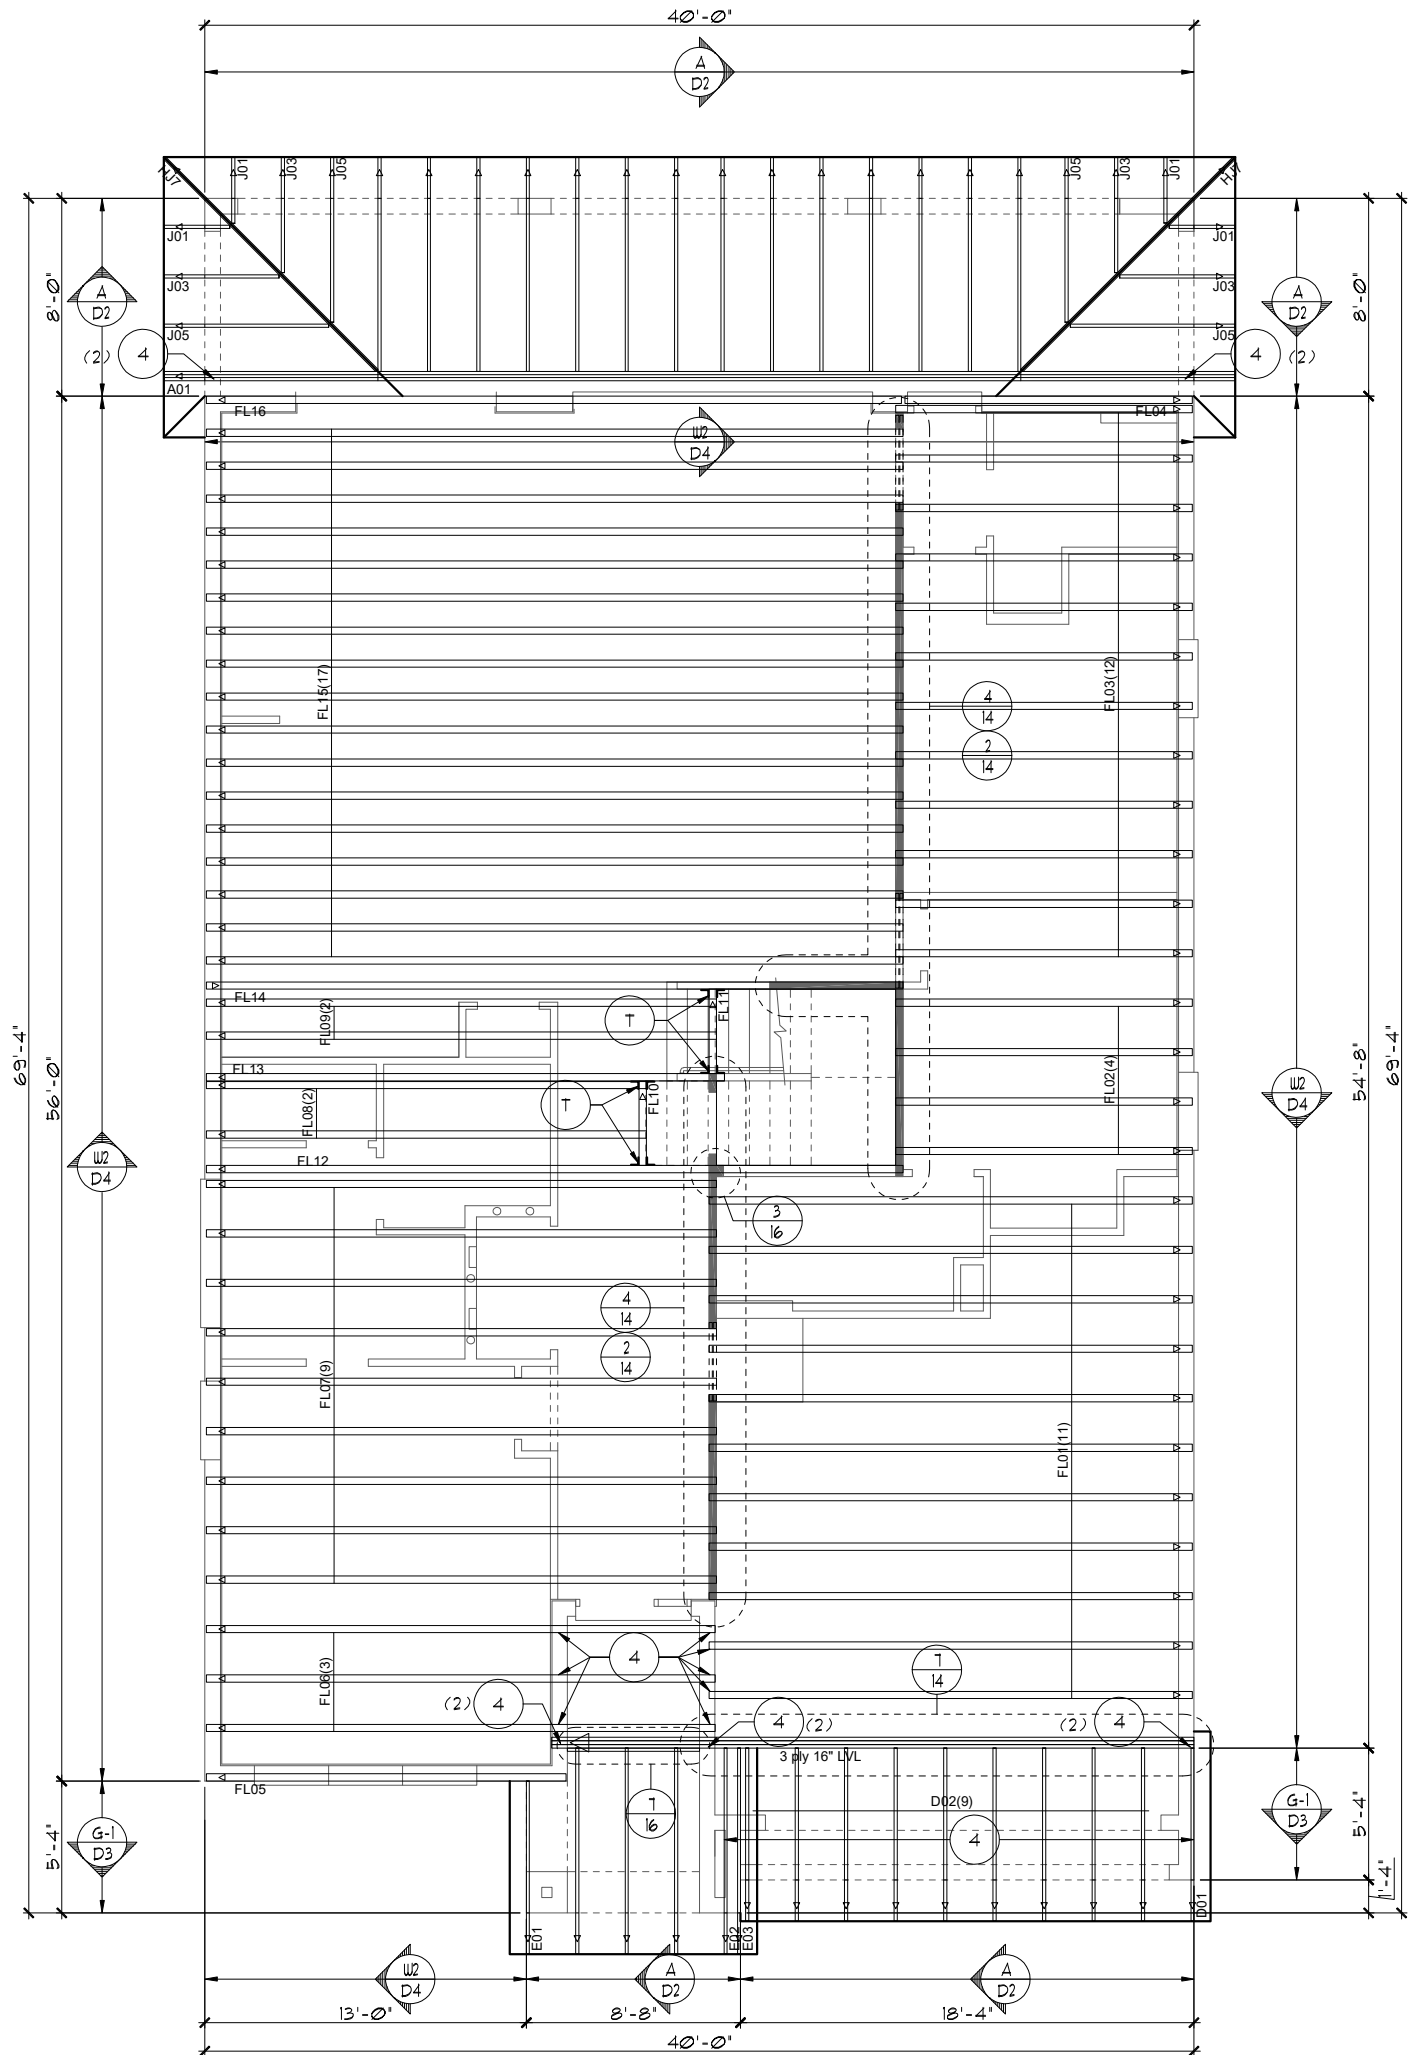 40'-0"
A
D2
HJ7
J01
J03
J05
J05
J03
J01
HJ7
J01
J01
J03
J03
J05
J05
8'-0"
A
D2
A
D2
8'-0"
(2) 4
4 (2)
A01
FL16
FL04
W2
D4
FL15(17)
FL03(12)
4
14
2
14
69'-4"
56'-0"
54'-8"
69'-4"
FL14
FL09(2)
T
FL11
FL13
FL08(2)
T
FL10
FL02(4)
W2
D4
W2
D4
FL12
3
16
4
14
2
14
FL07(9)
FL01(11)
FL06(3)
4
7
14
(2) 4
4 (2)
(2) 4
3 ply 16" LVL
FL05
7
16
D02(9)
4
5'-4"
G-1
D3
G-1
D3
5'-4"
1'-4"
E01
E02
E03
D01
W2
D4
A
D2
A
D2
13'-0"
8'-8"
18'-4"
40'-0"